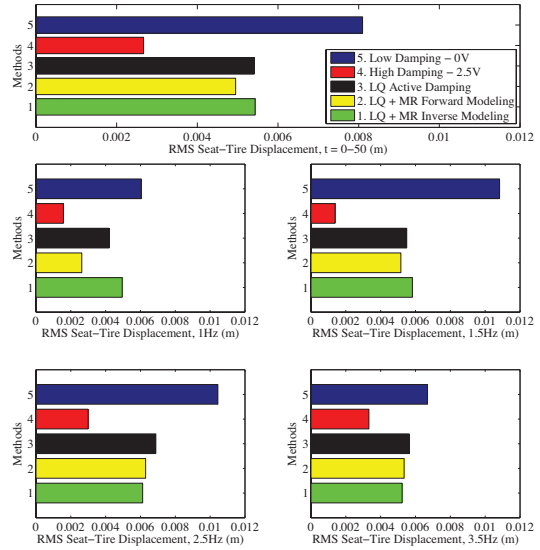 Methods
5
4
3
2
1
5. Low Damping − 0V
4. High Damping − 2.5V
3. LQ Active Damping
2. LQ + MR Forward Modeling
1. LQ + MR Inverse Modeling
0 0.002 0.004 0.006 0.008 0.01 0.012
RMS Seat−Tire Displacement, t = 0−50 (m)
Methods
5
4
3
2
1
0 0.002 0.004 0.006 0.008 0.01 0.012
RMS Seat−Tire Displacement, 1Hz (m)
Methods
5
4
3
2
1
0 0.002 0.004 0.006 0.008 0.01 0.012
RMS Seat−Tire Displacement, 1.5Hz (m)
Methods
5
4
3
2
1
0 0.002 0.004 0.006 0.008 0.01 0.012
RMS Seat−Tire Displacement, 2.5Hz (m)
Methods
5
4
3
2
1
0 0.002 0.004 0.006 0.008 0.01 0.012
RMS Seat−Tire Displacement, 3.5Hz (m)